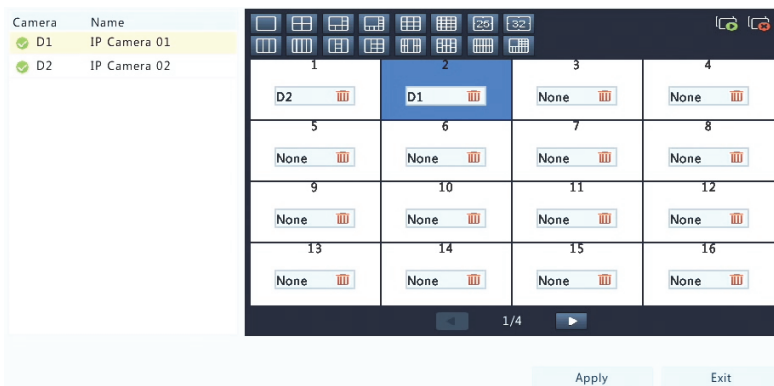 Camera Name
D1 IP Camera 01
D2 IP Camera 02
25 32
1 2 3 4
D2 D1 None None
5 6 7 8
None None None None
9 10 11 12
None None None None
13 14 15 16
None None None None
1/4
Apply Exit